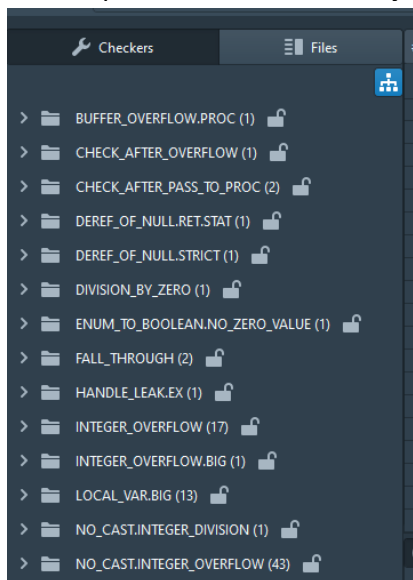 Checkers Files
BUFFER_OVERFLOW.PROC (1)
CHECK_AFTER_OVERFLOW (1)
CHECK_AFTER_PASS_TO_PROC (2)
DEREF_OF_NULL.RET.STAT (1)
DEREF_OF_NULL.STRICT (1)
DIVISION_BY_ZERO (1)
ENUM_TO_BOOLEAN.NO_ZERO_VALUE (1)
FALL_THROUGH (2)
HANDLE_LEAK.EX (1)
INTEGER_OVERFLOW (17)
INTEGER_OVERFLOW.BIG (1)
LOCAL_VAR.BIG (13)
NO_CAST.INTEGER_DIVISION (1)
NO_CAST.INTEGER_OVERFLOW (43)